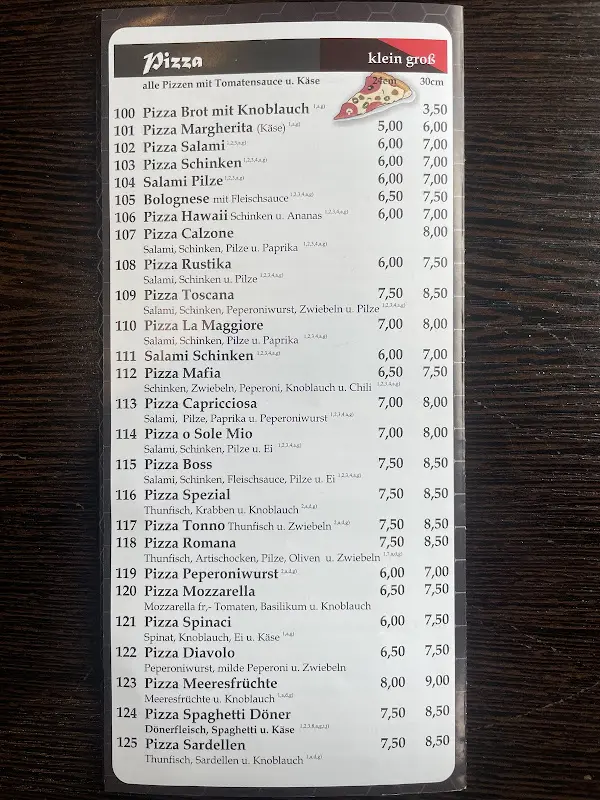 Pizza klein groß
alle Pizzen mit Tomatensauce u. Käse 24cm 30cm
100 Pizza Brot mit Knoblauch 3,50
101 Pizza Margherita (Käse) 5,00 6,00
102 Pizza Salami 6,00 7,00
103 Pizza Schinken 6,00 7,00
104 Salami Pilze 6,00 7,00
105 Bolognese mit Fleischsauce 6,50 7,50
106 Pizza Hawaii Schinken u. Ananas 6,00 7,00
107 Pizza Calzone 8,00
Salami, Schinken, Pilze u. Paprika
108 Pizza Rustika 6,00 7,50
Salami, Schinken u. Pilze
109 Pizza Toscana 7,50 8,50
Salami, Schinken, Peperoniwurst, Zwiebeln u. Pilze
110 Pizza La Maggiore 7,00 8,00
Salami, Schinken, Pilze u. Paprika
111 Salami Schinken 6,00 7,00
112 Pizza Mafia 6,50 7,50
Schinken, Zwiebeln, Peperoni, Knoblauch u. Chili
113 Pizza Capricciosa 7,00 8,00
Salami, Pilze, Paprika u. Peperoniwurst
114 Pizza o Sole Mio 7,00 8,00
Salami, Schinken, Pilze u. Ei
115 Pizza Boss 7,50 8,50
Salami, Schinken, Fleischsauce, Pilze u. Ei
116 Pizza Spezial 7,50 8,50
Thunfisch, Krabben u. Knoblauch
117 Pizza Tonno Thunfisch u. Zwiebeln 7,50 8,50
118 Pizza Romana 7,50 8,50
Thunfisch, Artischocken, Pilze, Oliven u. Zwiebeln
119 Pizza Peperoniwurst 6,00 7,00
120 Pizza Mozzarella 6,50 7,50
Mozzarella fr,- Tomaten, Basilikum u. Knoblauch
121 Pizza Spinaci 6,00 7,50
Spinat, Knoblauch, Ei u. Käse
122 Pizza Diavolo 6,50 7,50
Peperoniwurst, milde Peperoni u. Zwiebeln
123 Pizza Meeresfrüchte 8,00 9,00
Meeresfrüchte u. Knoblauch
124 Pizza Spaghetti Döner 7,50 8,50
Dönerfleisch, Spaghetti u. Käse
125 Pizza Sardellen 7,50 8,50
Thunfisch, Sardellen u. Knoblauch